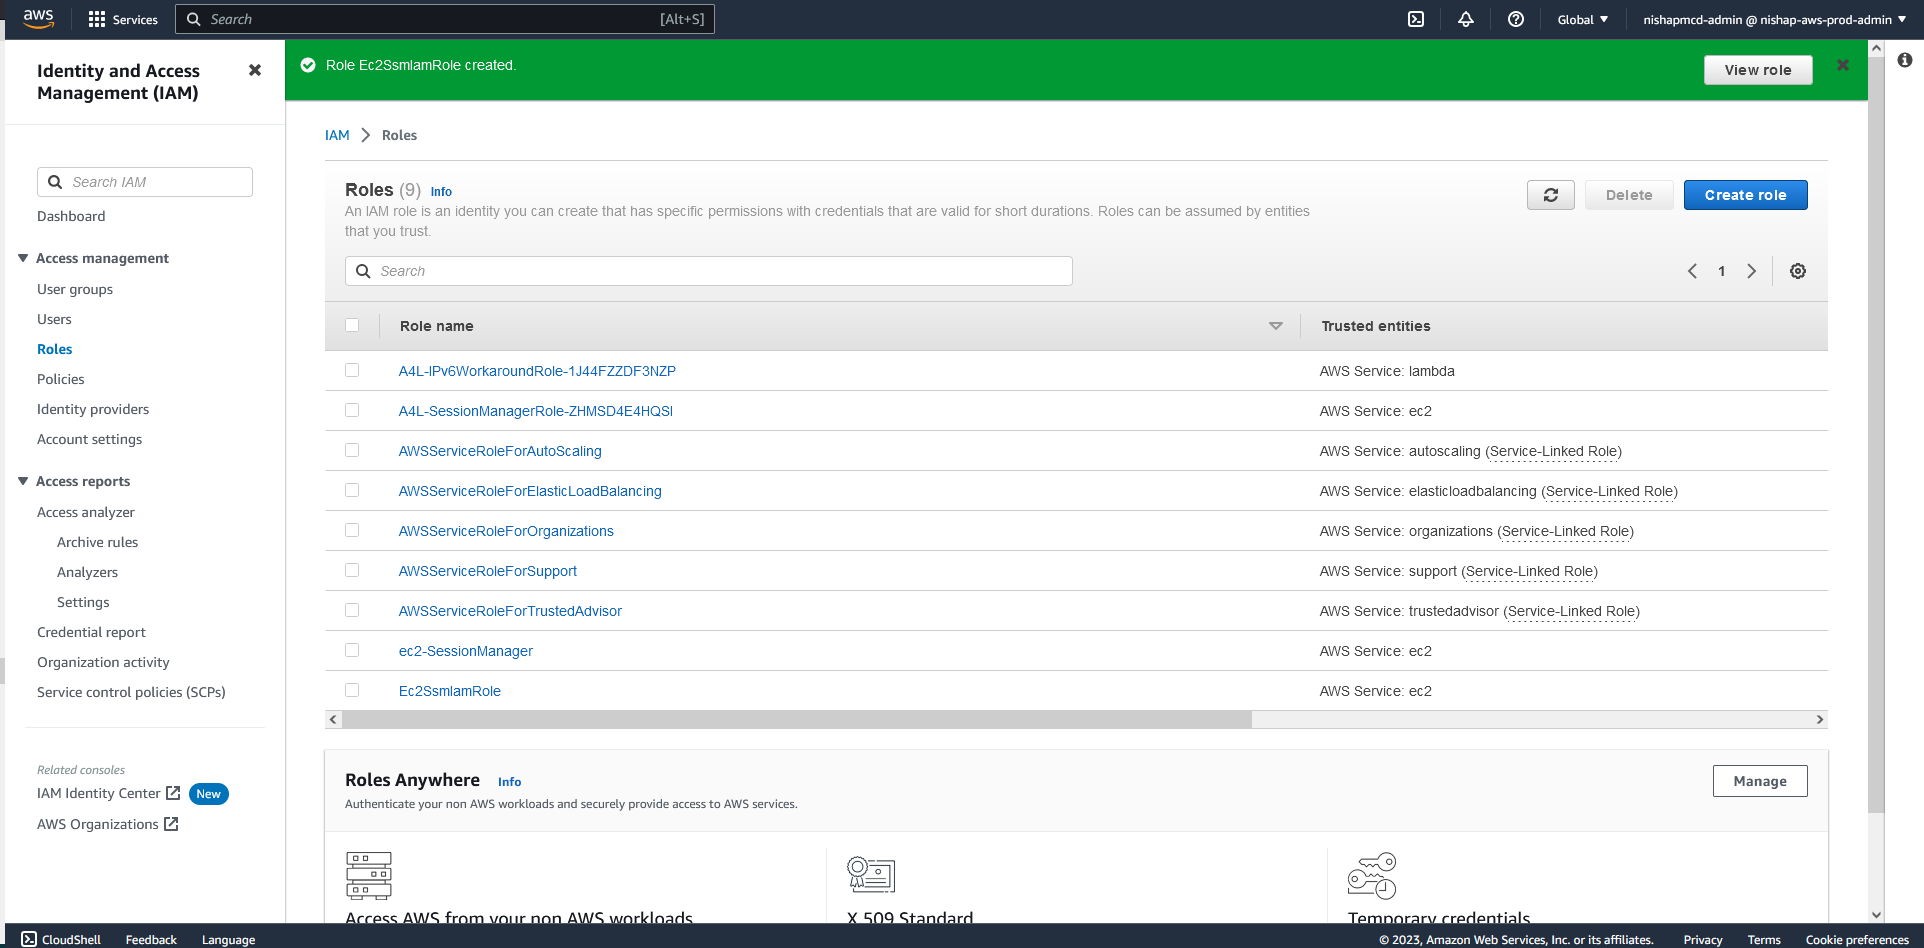 aws
Services
Search
[Alt+S]
Global
nishapmcd-admin @ nishap-aws-prod-admin
Identity and Access
Management (IAM)
Search IAM
Dashboard
Access management
User groups
Users
Roles
Policies
Identity providers
Account settings
Access reports
Access analyzer
Archive rules
Analyzers
Settings
Credential report
Organization activity
Service control policies (SCPs)
Related consoles
IAM Identity Center
New
AWS Organizations
Role Ec2SsmIamRole created.
View role
IAM
Roles
Roles (9) Info
An IAM role is an identity you can create that has specific permissions with credentials that are valid for short durations. Roles can be assumed by entities
that you trust.
Delete
Create role
Search
1
Role name
Trusted entities
A4L-IPv6WorkaroundRole-1J44FZZDF3NZP
AWS Service: lambda
A4L-SessionManagerRole-ZHMSD4E4HQSI
AWS Service: ec2
AWSServiceRoleForAutoScaling
AWS Service: autoscaling (Service-Linked Role)
AWSServiceRoleForElasticLoadBalancing
AWS Service: elasticloadbalancing (Service-Linked Role)
AWSServiceRoleForOrganizations
AWS Service: organizations (Service-Linked Role)
AWSServiceRoleForSupport
AWS Service: support (Service-Linked Role)
AWSServiceRoleForTrustedAdvisor
AWS Service: trustedadvisor (Service-Linked Role)
ec2-SessionManager
AWS Service: ec2
Ec2SsmIamRole
AWS Service: ec2
Roles Anywhere Info
Authenticate your non AWS workloads and securely provide access to AWS services.
Manage
Access AWS from your non AWS workloads
X.509 Standard
Temporary credentials
CloudShell
Feedback
Language
© 2023, Amazon Web Services, Inc. or its affiliates.
Privacy
Terms
Cookie preferences